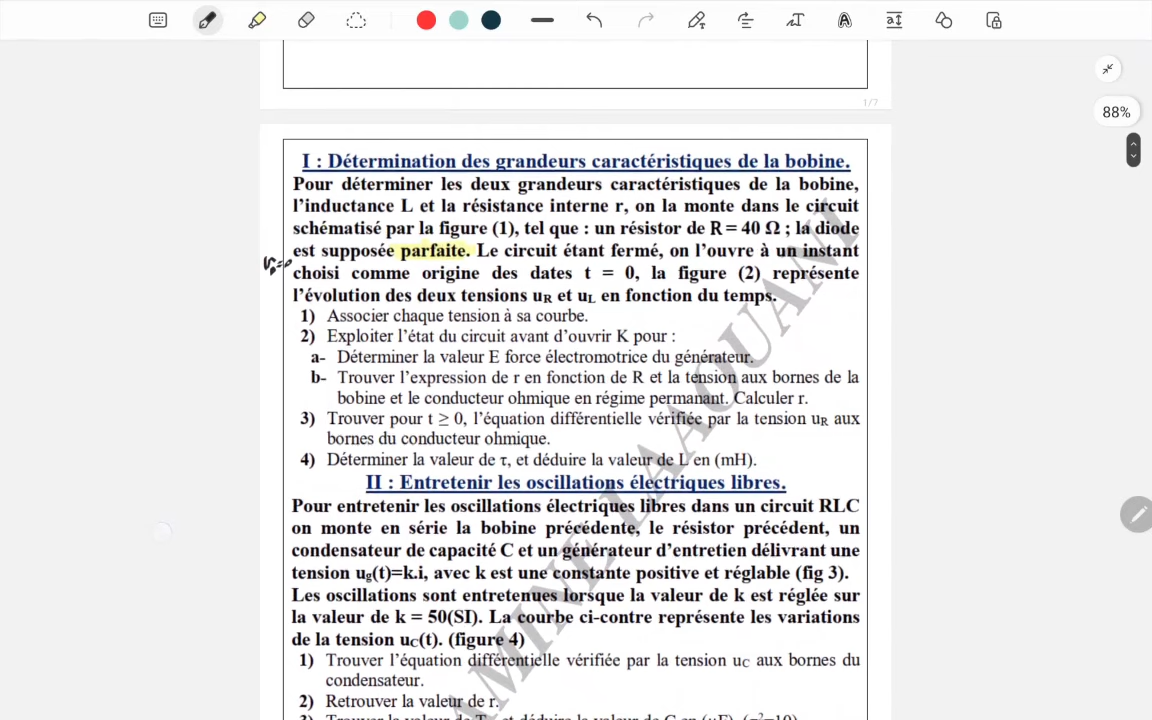 88%
1/7
I : Détermination des grandeurs caractéristiques de la bobine.
Pour déterminer les deux grandeurs caractéristiques de la bobine,
l’inductance L et la résistance interne r, on la monte dans le circuit
schématisé par la figure (1), tel que : un résistor de R = 40 Ω ; la diode
est supposée parfaite. Le circuit étant fermé, on l’ouvre à un instant
choisi comme origine des dates t = 0, la figure (2) représente
l’évolution des deux tensions uR et uL en fonction du temps.
1) Associer chaque tension à sa courbe.
2) Exploiter l’état du circuit avant d’ouvrir K pour :
a- Déterminer la valeur E force électromotrice du générateur.
b- Trouver l’expression de r en fonction de R et la tension aux bornes de la
bobine et le conducteur ohmique en régime permanant. Calculer r.
3) Trouver pour t ≥ 0, l’équation différentielle vérifiée par la tension uR aux
bornes du conducteur ohmique.
4) Déterminer la valeur de τ, et déduire la valeur de L en (mH).
II : Entretenir les oscillations électriques libres.
Pour entretenir les oscillations électriques libres dans un circuit RLC
on monte en série la bobine précédente, le résistor précédent, un
condensateur de capacité C et un générateur d’entretien délivrant une
tension ug(t)=k.i, avec k est une constante positive et réglable (fig 3).
Les oscillations sont entretenues lorsque la valeur de k est réglée sur
la valeur de k = 50(SI). La courbe ci-contre représente les variations
de la tension uC(t). (figure 4)
1) Trouver l’équation différentielle vérifiée par la tension uC aux bornes du
condensateur.
2) Retrouver la valeur de r.
AMINE LAAOUANI